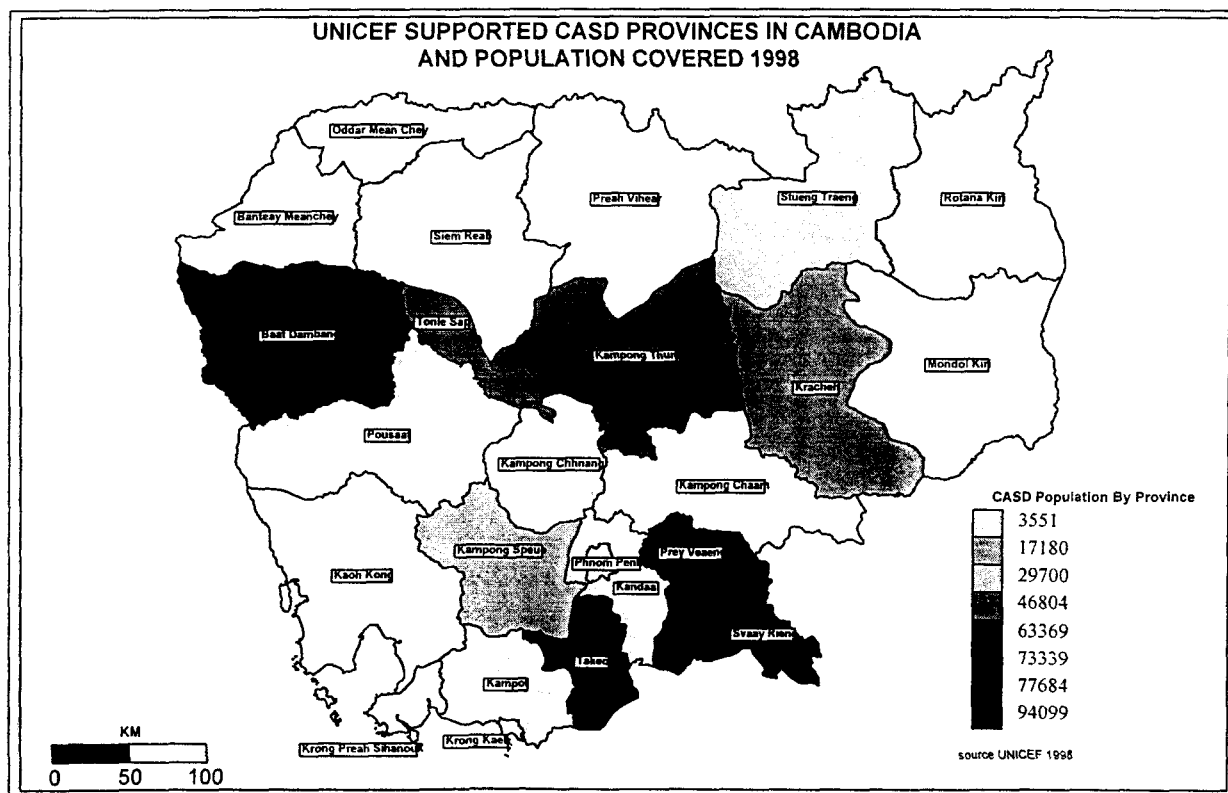 UNICEF SUPPORTED CASD PROVINCES IN CAMBODIA
AND POPULATION COVERED 1998
Oddar Mean Chey
Banteay Meanchey
Siem Reab
Preah Vihear
Stueng Traeng
Rotana Kiri
Baat Dambang
Tonle Sap
Kampong Thum
Kracheh
Mondol Kiri
Pousaat
Kampong Chhnang
Kampong Chaam
Kampong Speue
Phnom Penh
Prey Veaeng
Kaoh Kong
Kandaal
Svaay Rieng
Takeo
Kampot
Krong Preah Sihanouk
Krong Kaeb
CASD Population By Province
3551
17180
29700
46804
63369
73339
77684
94099
KM
0 50 100
source UNICEF 1998